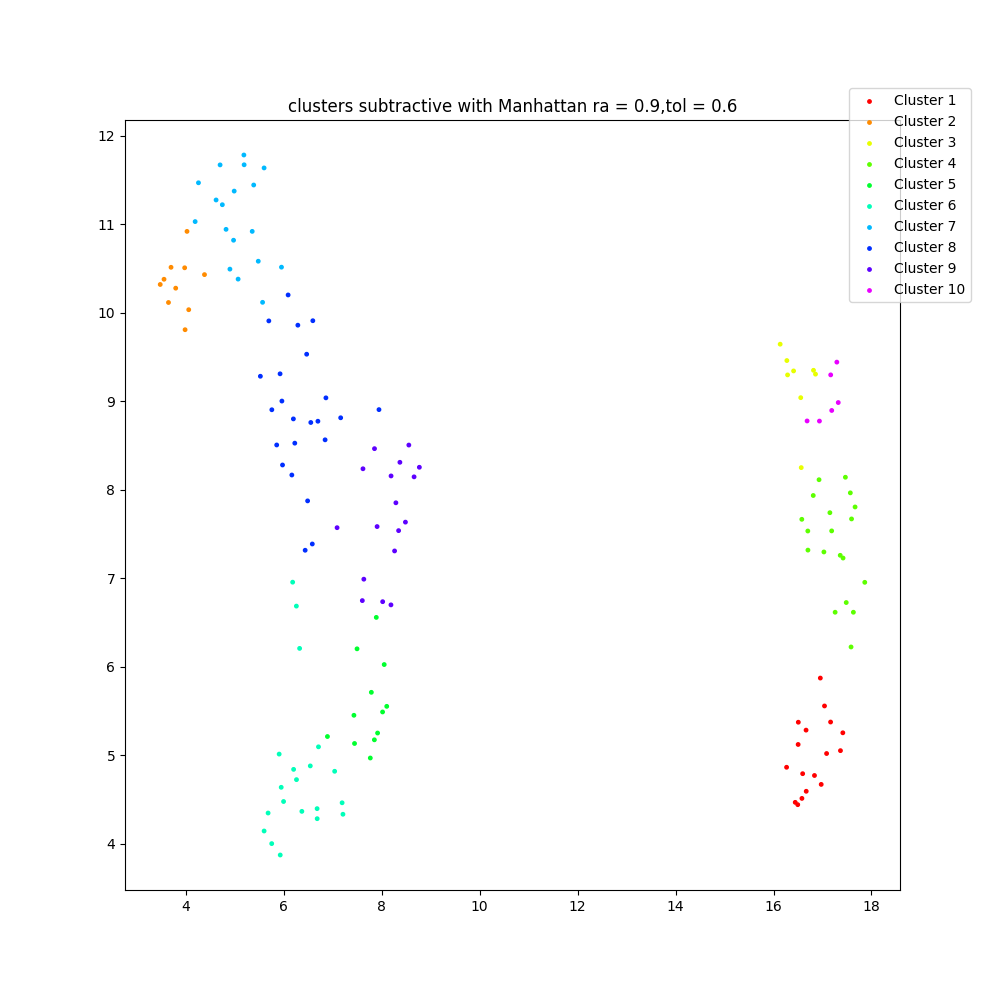 clusters subtractive with Manhattan ra = 0.9,tol = 0.6
Cluster 1
Cluster 2
Cluster 3
Cluster 4
Cluster 5
Cluster 6
Cluster 7
Cluster 8
Cluster 9
Cluster 10
12
11
10
9
8
7
6
5
4
4 6 8 10 12 14 16 18